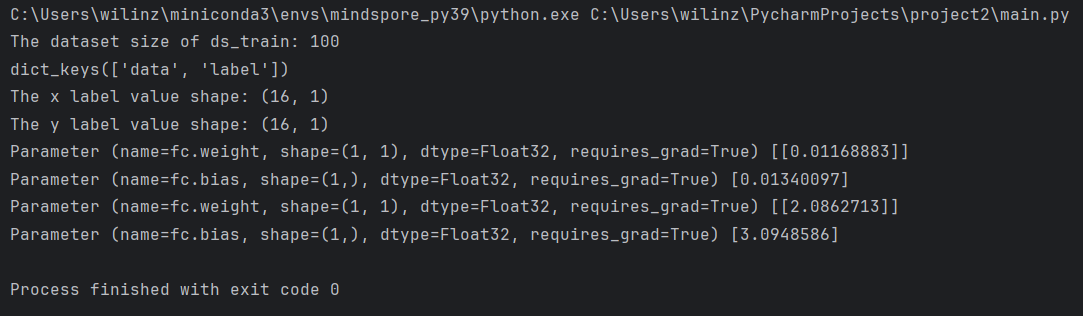 C:\Users\wilinz\miniconda3\envs\mindspore_py39\python.exe C:\Users\wilinz\PycharmProjects\project2\main.py
The dataset size of ds_train: 100
dict_keys(['data', 'label'])
The x label value shape: (16, 1)
The y label value shape: (16, 1)
Parameter (name=fc.weight, shape=(1, 1), dtype=Float32, requires_grad=True) [[0.01168883]]
Parameter (name=fc.bias, shape=(1,), dtype=Float32, requires_grad=True) [0.01340097]
Parameter (name=fc.weight, shape=(1, 1), dtype=Float32, requires_grad=True) [[2.0862713]]
Parameter (name=fc.bias, shape=(1,), dtype=Float32, requires_grad=True) [3.0948586]
Process finished with exit code 0